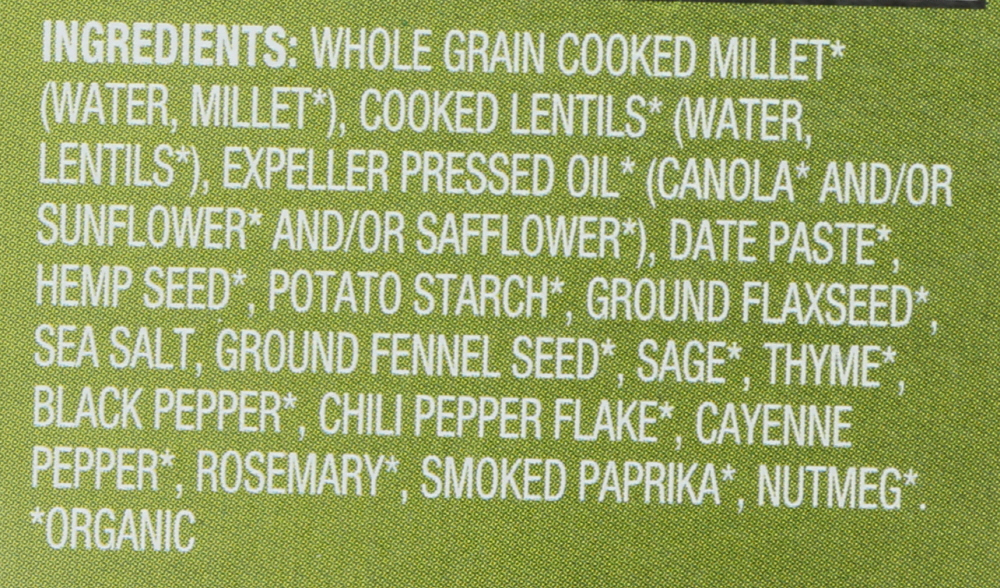 INGREDIENTS: WHOLE GRAIN COOKED MILLET*
(WATER, MILLET*), COOKED LENTILS* (WATER,
LENTILS*), EXPELLER PRESSED OIL* (CANOLA* AND/OR
SUNFLOWER* AND/OR SAFFLOWER*), DATE PASTE*,
HEMP SEED*, POTATO STARCH*, GROUND FLAXSEED*,
SEA SALT, GROUND FENNEL SEED*, SAGE*, THYME*,
BLACK PEPPER*, CHILI PEPPER FLAKE*, CAYENNE
PEPPER*, ROSEMARY*, SMOKED PAPRIKA*, NUTMEG*.
*ORGANIC